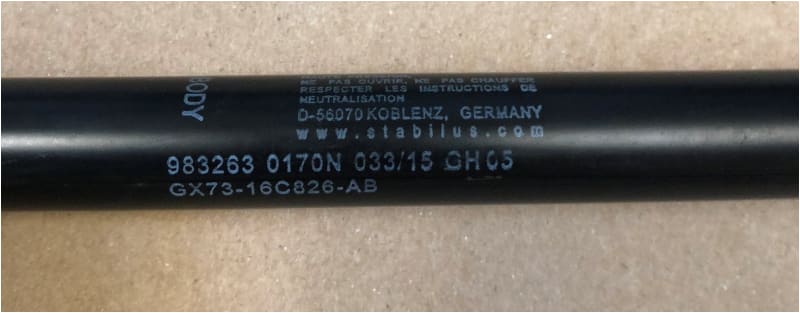 BODY
NE PAS OUVRIR, NE PAS CHAUFFER
RESPECTER LES INSTRUCTIONS DE
NEUTRALISATION
D-56070 KOBLENZ, GERMANY
www.stabilus.com
983263 0170N 033/15 GH05
GX73-16C826-AB